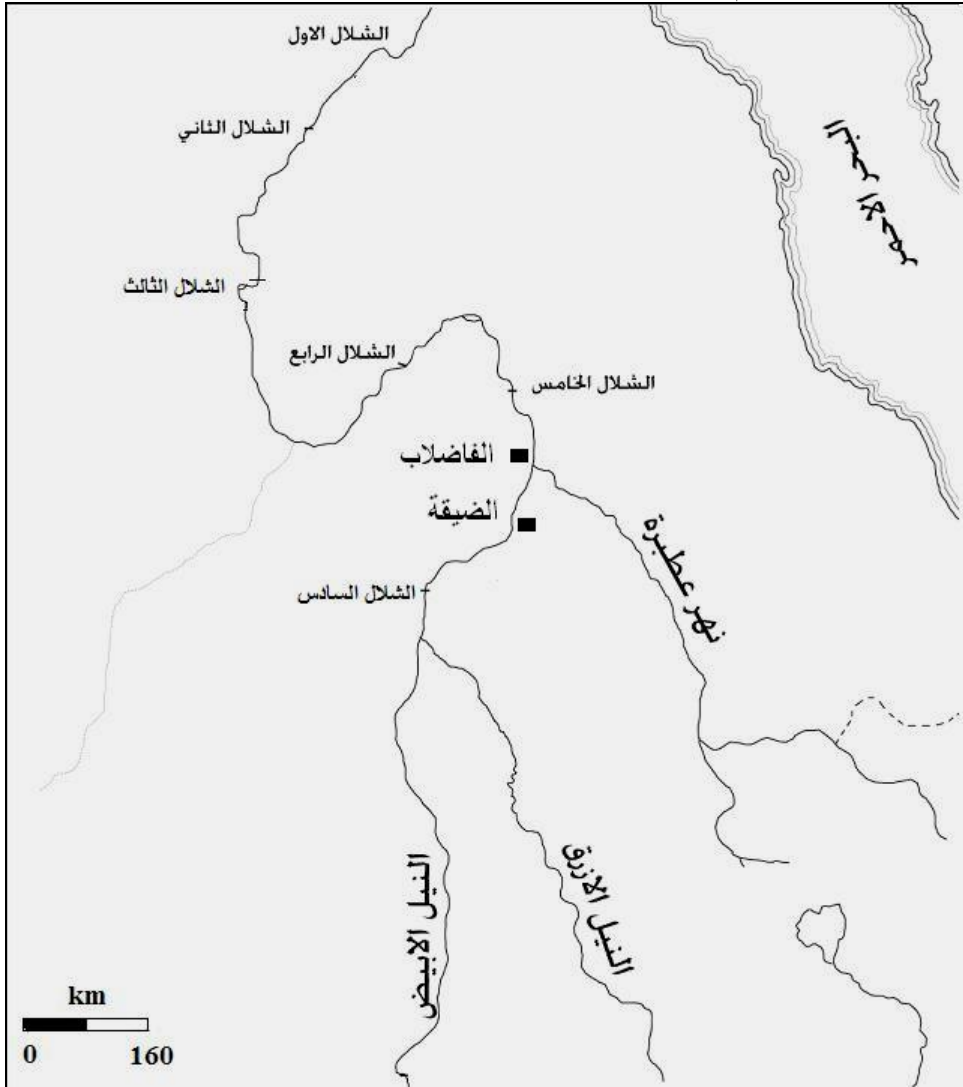 الشلال الاول
الشلال الثاني
البحر الاحمر
الشلال الثالث
الشلال الرابع
الشلال الخامس
الفاضلاب
الضيقة
نهر عطبرة
الشلال السادس
النيل الازرق
النيل الابيض
km
0 160